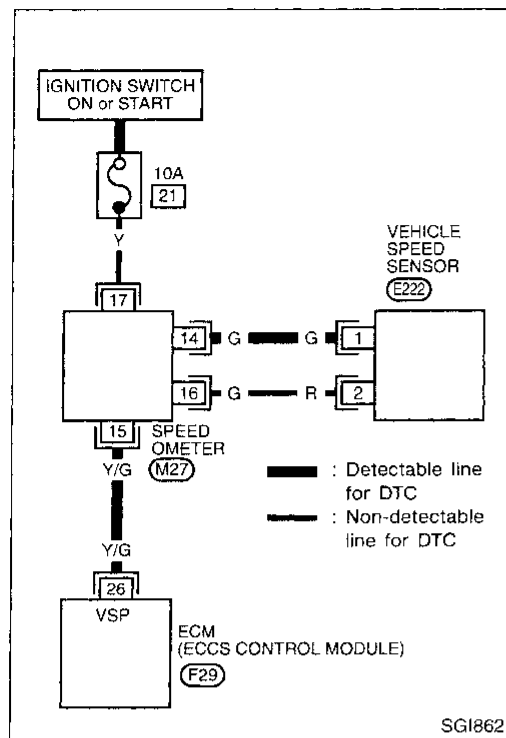 IGNITION SWITCH
ON or START
10A
21
Y
VEHICLE
SPEED
SENSOR
E222
17
14
G
G
1
16
G
R
2
15
SPEED
OMETER
M27
Y/G
: Detectable line
for DTC
: Non-detectable
line for DTC
Y/G
26
VSP
ECM
(ECCS CONTROL MODULE)
F29
SGI862